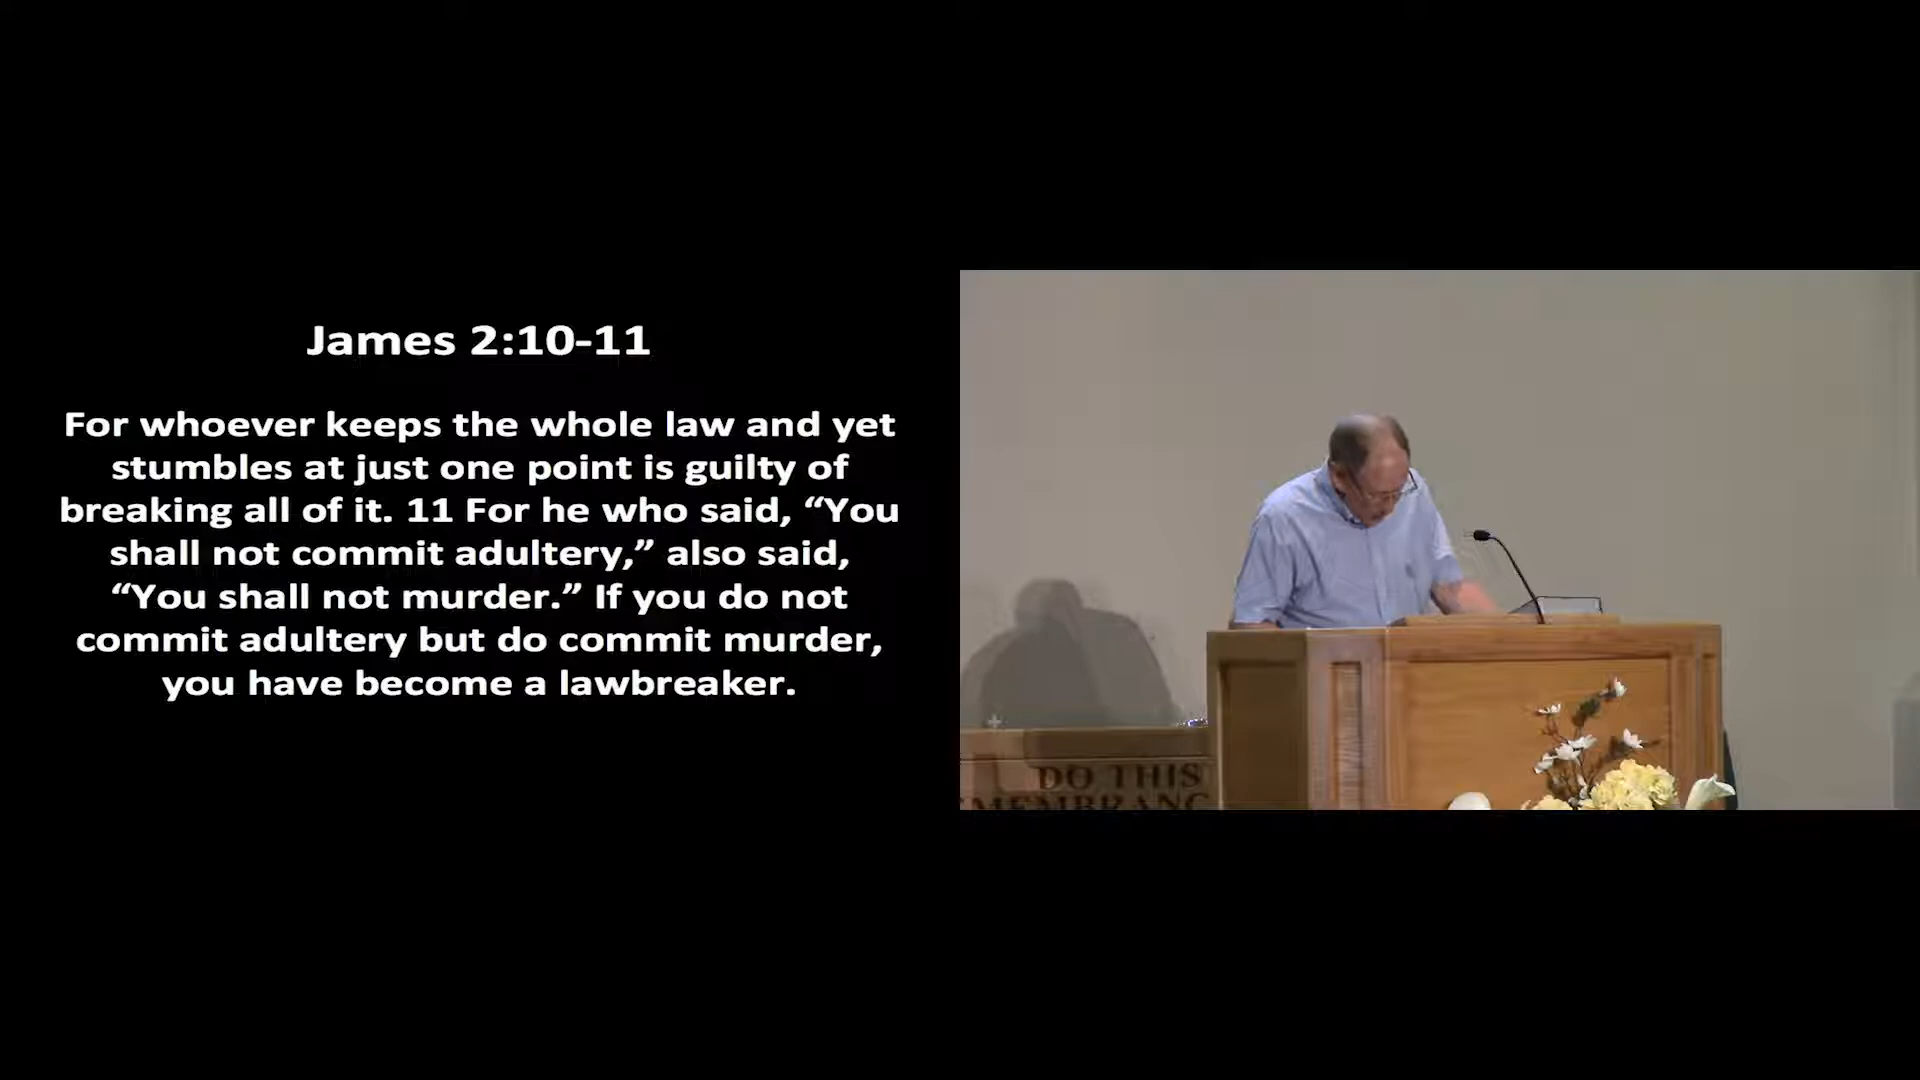 James 2:10-11
For whoever keeps the whole law and yet
stumbles at just one point is guilty of
breaking all of it. 11 For he who said, “You
shall not commit adultery,” also said,
“You shall not murder.” If you do not
commit adultery but do commit murder,
you have become a lawbreaker.
DO THIS
MEMBRANC